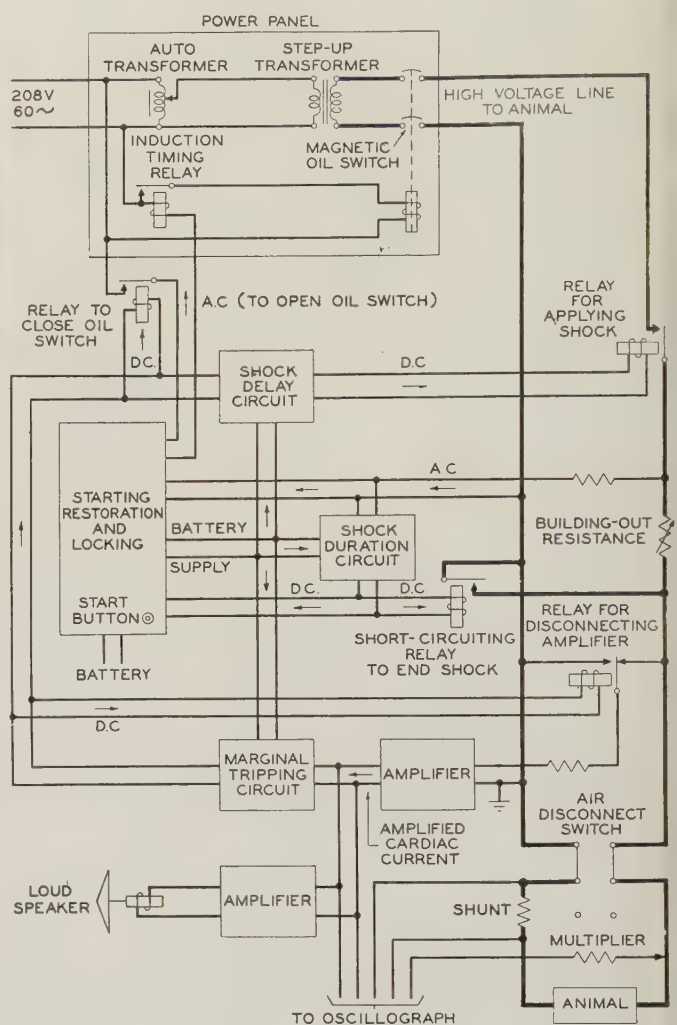 POWER PANEL
AUTO
TRANSFORMER
STEP-UP
TRANSFORMER
208V
60~
HIGH VOLTAGE LINE
TO ANIMAL
INDUCTION
TIMING
RELAY
MAGNETIC
OIL SWITCH
RELAY TO
CLOSE OIL
SWITCH
A.C (TO OPEN OIL SWITCH)
RELAY
FOR
APPLYING
SHOCK
D.C.
D.C
SHOCK
DELAY
CIRCUIT
A C
STARTING
RESTORATION
AND
LOCKING
BATTERY
SUPPLY
SHOCK
DURATION
CIRCUIT
BUILDING-OUT
RESISTANCE
D.C.
D.C
START
BUTTON
BATTERY
SHORT-CIRCUITING
RELAY
TO END SHOCK
RELAY FOR
DISCONNECTING
AMPLIFIER
D.C
MARGINAL
TRIPPING
CIRCUIT
AMPLIFIER
AMPLIFIED
CARDIAC
CURRENT
AIR
DISCONNECT
SWITCH
LOUD
SPEAKER
AMPLIFIER
SHUNT
MULTIPLIER
ANIMAL
TO OSCILLOGRAPH